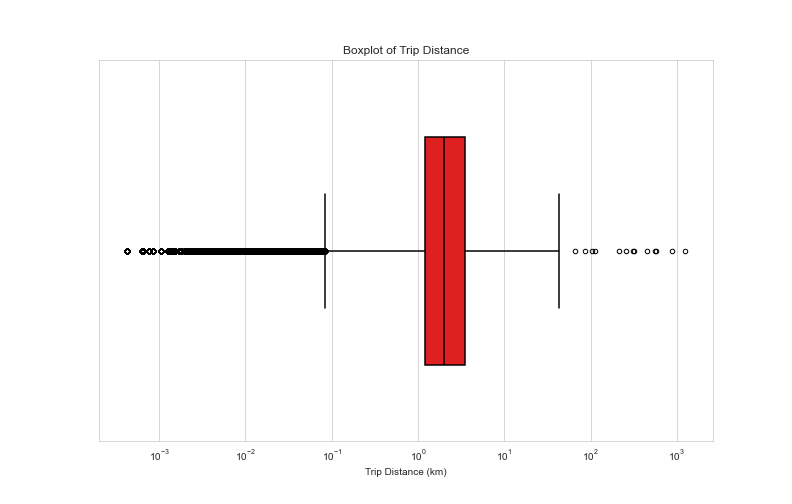 Boxplot of Trip Distance
10⁻³ 10⁻² 10⁻¹ 10⁰ 10¹ 10² 10³
Trip Distance (km)